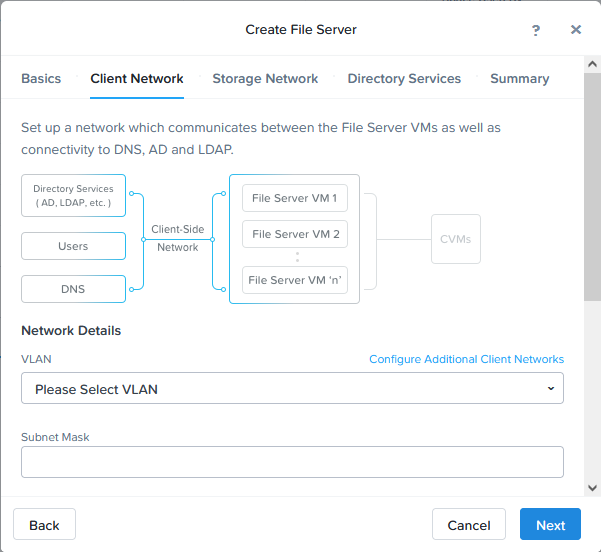 Create File Server
?
Basics
Client Network
Storage Network
Directory Services
Summary
Set up a network which communicates between the File Server VMs as well as
connectivity to DNS, AD and LDAP.
Directory Services
( AD, LDAP, etc. )
Users
DNS
Client-Side
Network
File Server VM 1
File Server VM 2
File Server VM ‘n’
CVMs
Network Details
VLAN
Configure Additional Client Networks
Please Select VLAN
Subnet Mask
Back
Cancel
Next